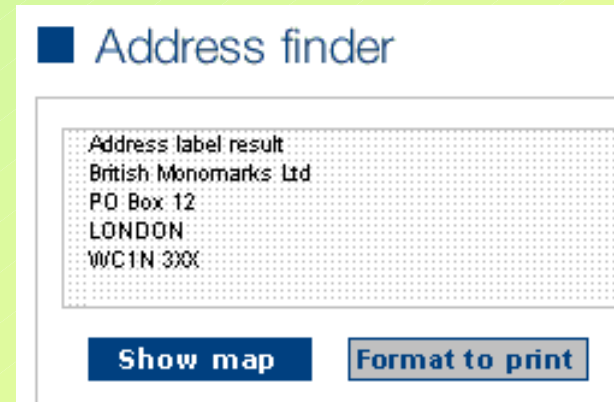 Address finder
Address label result
British Monomarks Ltd
PO Box 12
LONDON
WC1N 3XX
Show map
Format to print